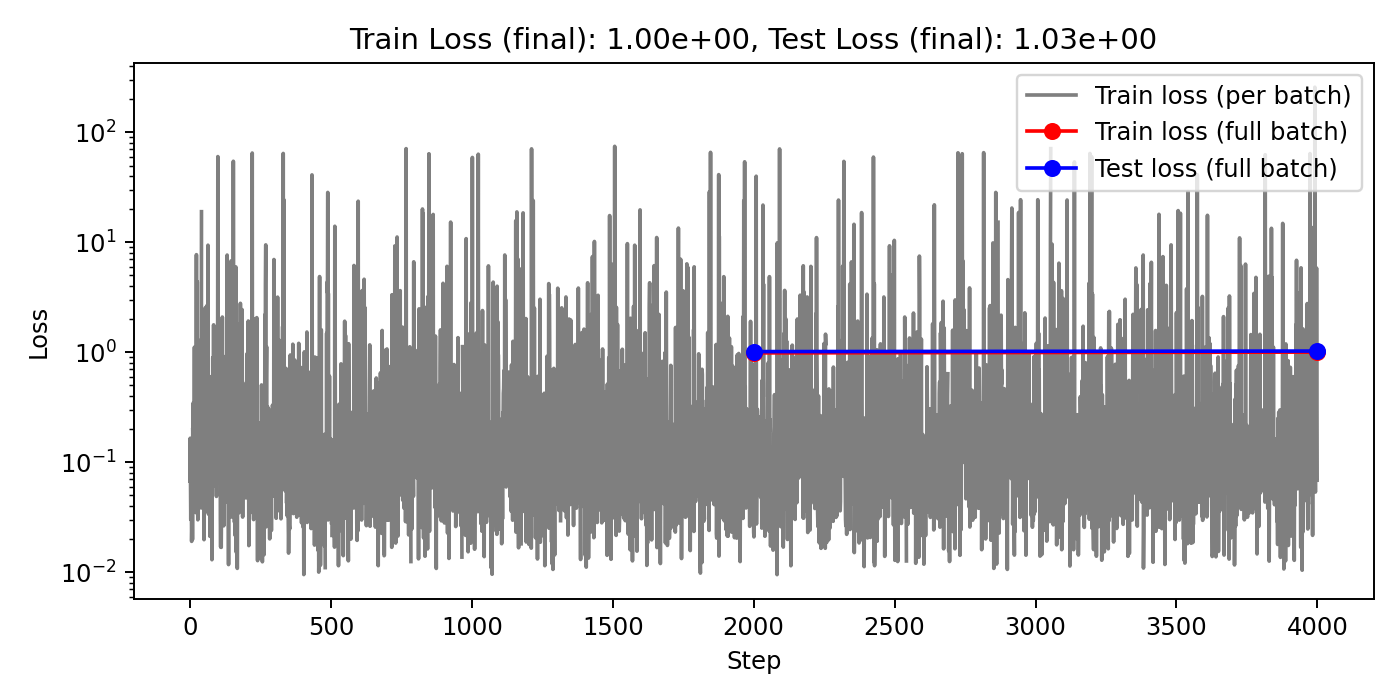 Train Loss (final): 1.00e+00, Test Loss (final): 1.03e+00
Train loss (per batch)
Train loss (full batch)
Test loss (full batch)
Loss
10²
10¹
10⁰
10⁻¹
10⁻²
0 500 1000 1500 2000 2500 3000 3500 4000
Step